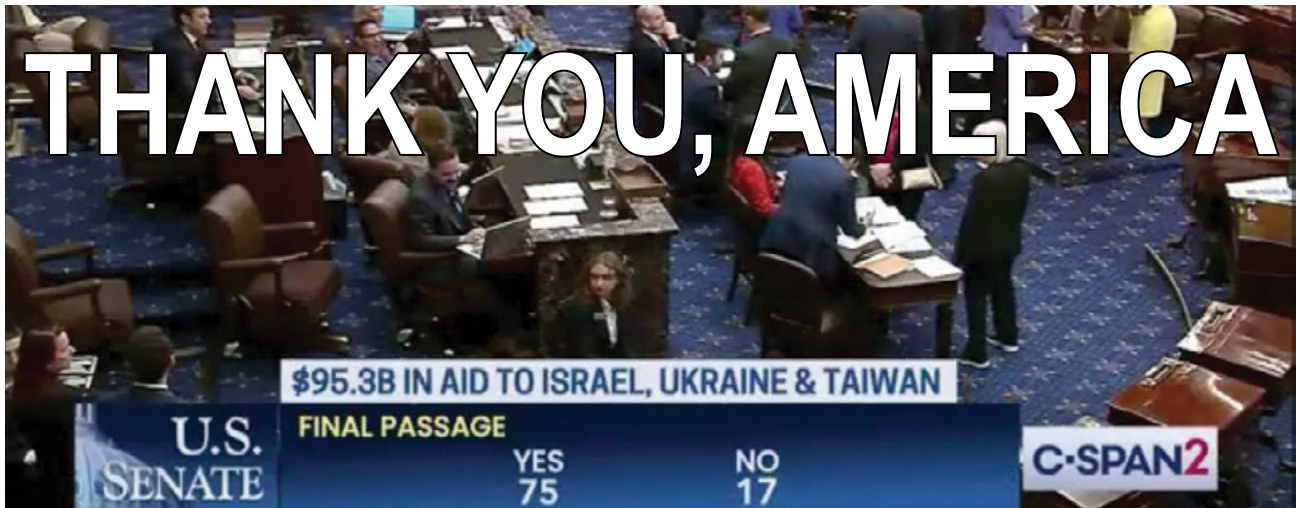 THANK YOU, AMERICA
$95.3B IN AID TO ISRAEL, UKRAINE & TAIWAN
U.S.
SENATE
FINAL PASSAGE
YES
NO
75
17
C·SPAN2